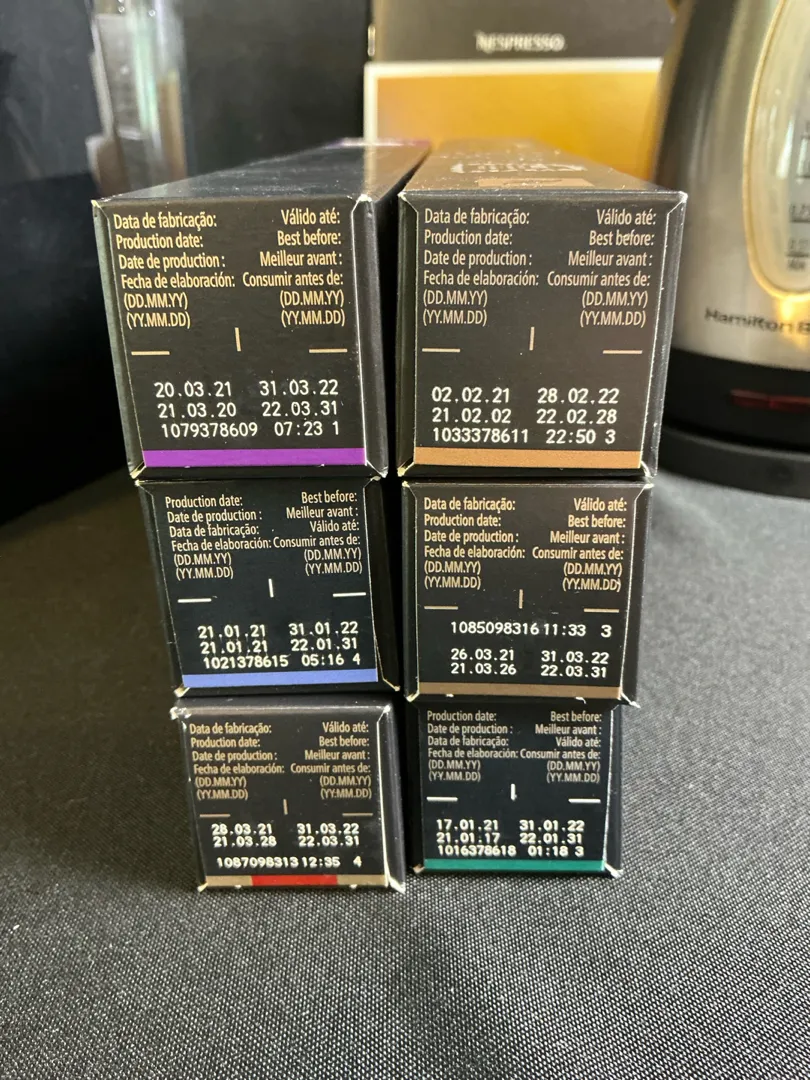 NESPRESSO
Data de fabricação: Válido até:
Production date: Best before:
Date de production : Meilleur avant :
Fecha de elaboración: Consumir antes de:
(DD.MM.YY) (DD.MM.YY)
(YY.MM.DD) (YY.MM.DD)
20.03.21 31.03.22
21.03.20 22.03.31
1079378609 07:23 1
Data de fabricação: Válido até:
Production date: Best before:
Date de production : Meilleur avant :
Fecha de elaboración: Consumir antes de:
(DD.MM.YY) (DD.MM.YY)
(YY.MM.DD) (YY.MM.DD)
02.02.21 28.02.22
21.02.02 22.02.28
1033378611 22:50 3
Hamilton
Production date: Best before:
Date de production : Meilleur avant :
Data de fabricação: Válido até:
Fecha de elaboración: Consumir antes de:
(DD.MM.YY) (DD.MM.YY)
(YY.MM.DD) (YY.MM.DD)
21.01.21 31.01.22
21.01.21 22.01.31
1021378615 05:16 4
Data de fabricação: Válido até:
Production date: Best before:
Date de production : Meilleur avant :
Fecha de elaboración: Consumir antes de:
(DD.MM.YY) (DD.MM.YY)
(YY.MM.DD) (YY.MM.DD)
1085098316 11:33 3
26.03.21 31.03.22
21.03.26 22.03.31
Data de fabricação: Válido até:
Production date: Best before:
Date de production : Meilleur avant :
Fecha de elaboración: Consumir antes de:
(DD.MM.YY) (DD.MM.YY)
(YY.MM.DD) (YY.MM.DD)
28.03.21 31.03.22
21.03.28 22.03.31
1087098313 12:35 4
Production date: Best before:
Date de production : Meilleur avant :
Data de fabricação: Válido até:
Fecha de elaboración: Consumir antes de:
(DD.MM.YY) (DD.MM.YY)
(YY.MM.DD) (YY.MM.DD)
17.01.21 31.01.22
21.01.17 22.01.31
1016378618 01:18 3